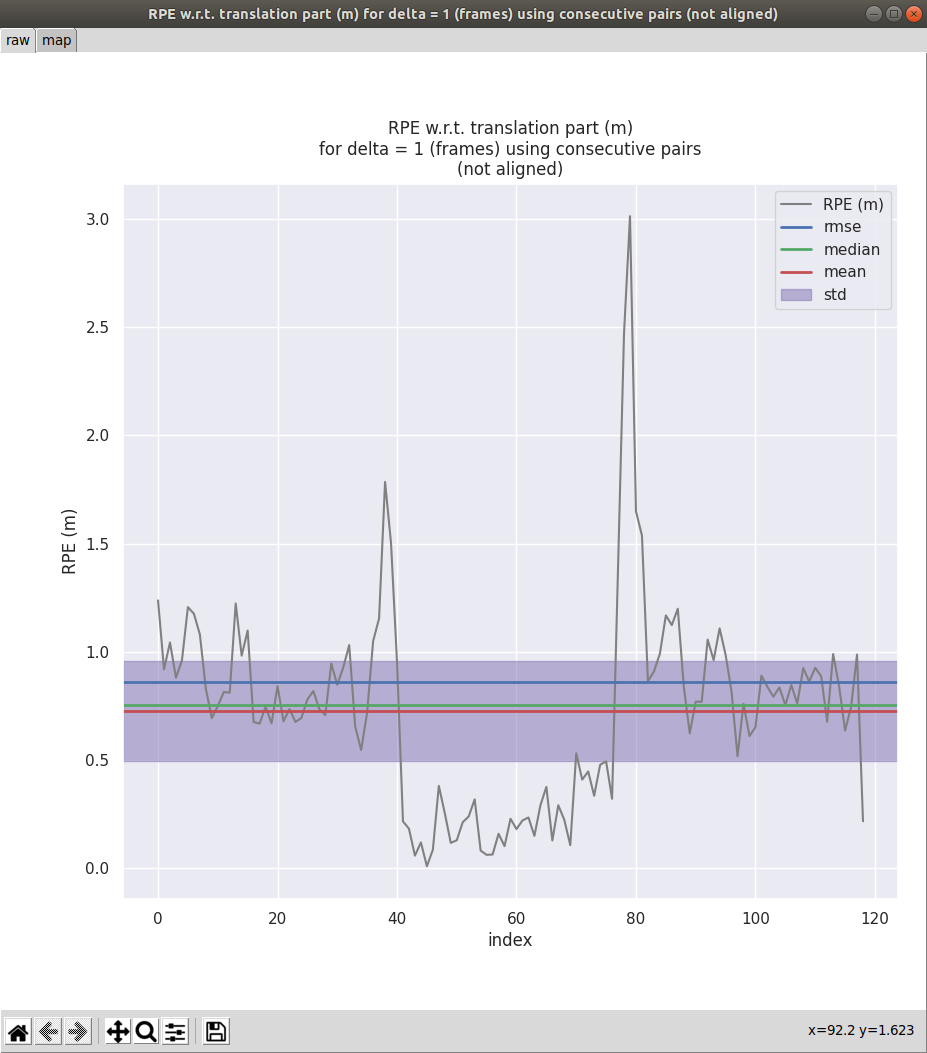 RPE w.r.t. translation part (m) for delta = 1 (frames) using consecutive pairs (not aligned)
raw map
RPE w.r.t. translation part (m)
for delta = 1 (frames) using consecutive pairs
(not aligned)
RPE (m)
rmse
median
mean
std
3.0
2.5
2.0
1.5
1.0
0.5
0.0
RPE (m)
0 20 40 60 80 100 120
index
x=92.2 y=1.623